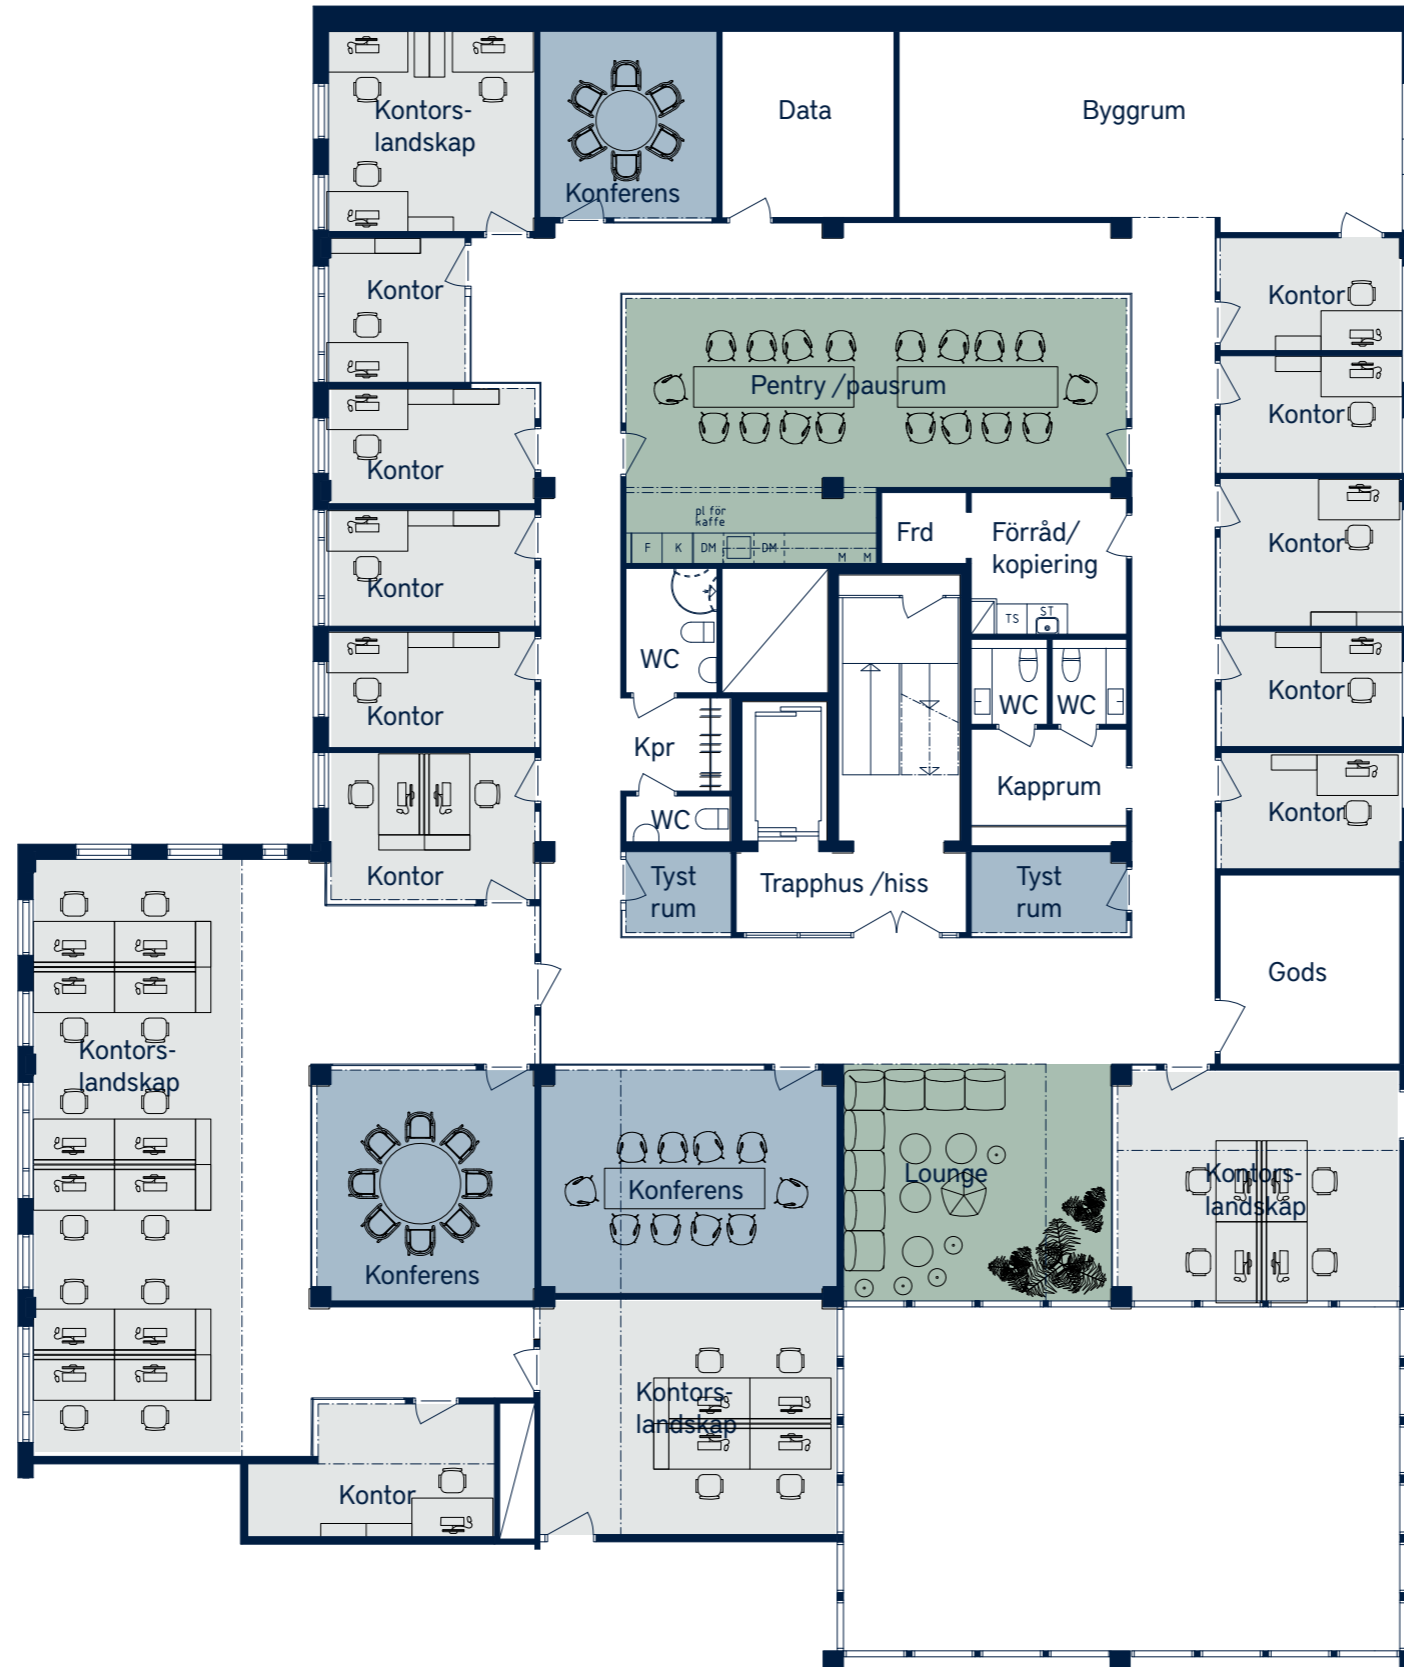 Kontors-
landskap
Konferens
Data
Byggrum
Kontor
Kontor
Pentry / pausrum
Kontor
Kontor
pl för
kaffe
F K DM DM M M
Frd
Förråd/
kopiering
TS ST
Kontor
Kontor
WC
Kontor
Kontor
WC WC
Kpr
Kapprum
Kontor
WC
Kontor
Tyst
rum
Trapphus / hiss
Tyst
rum
Gods
Kontors-
landskap
Konferens
Konferens
Lounge
Kontors-
landskap
Kontors-
landskap
Kontor